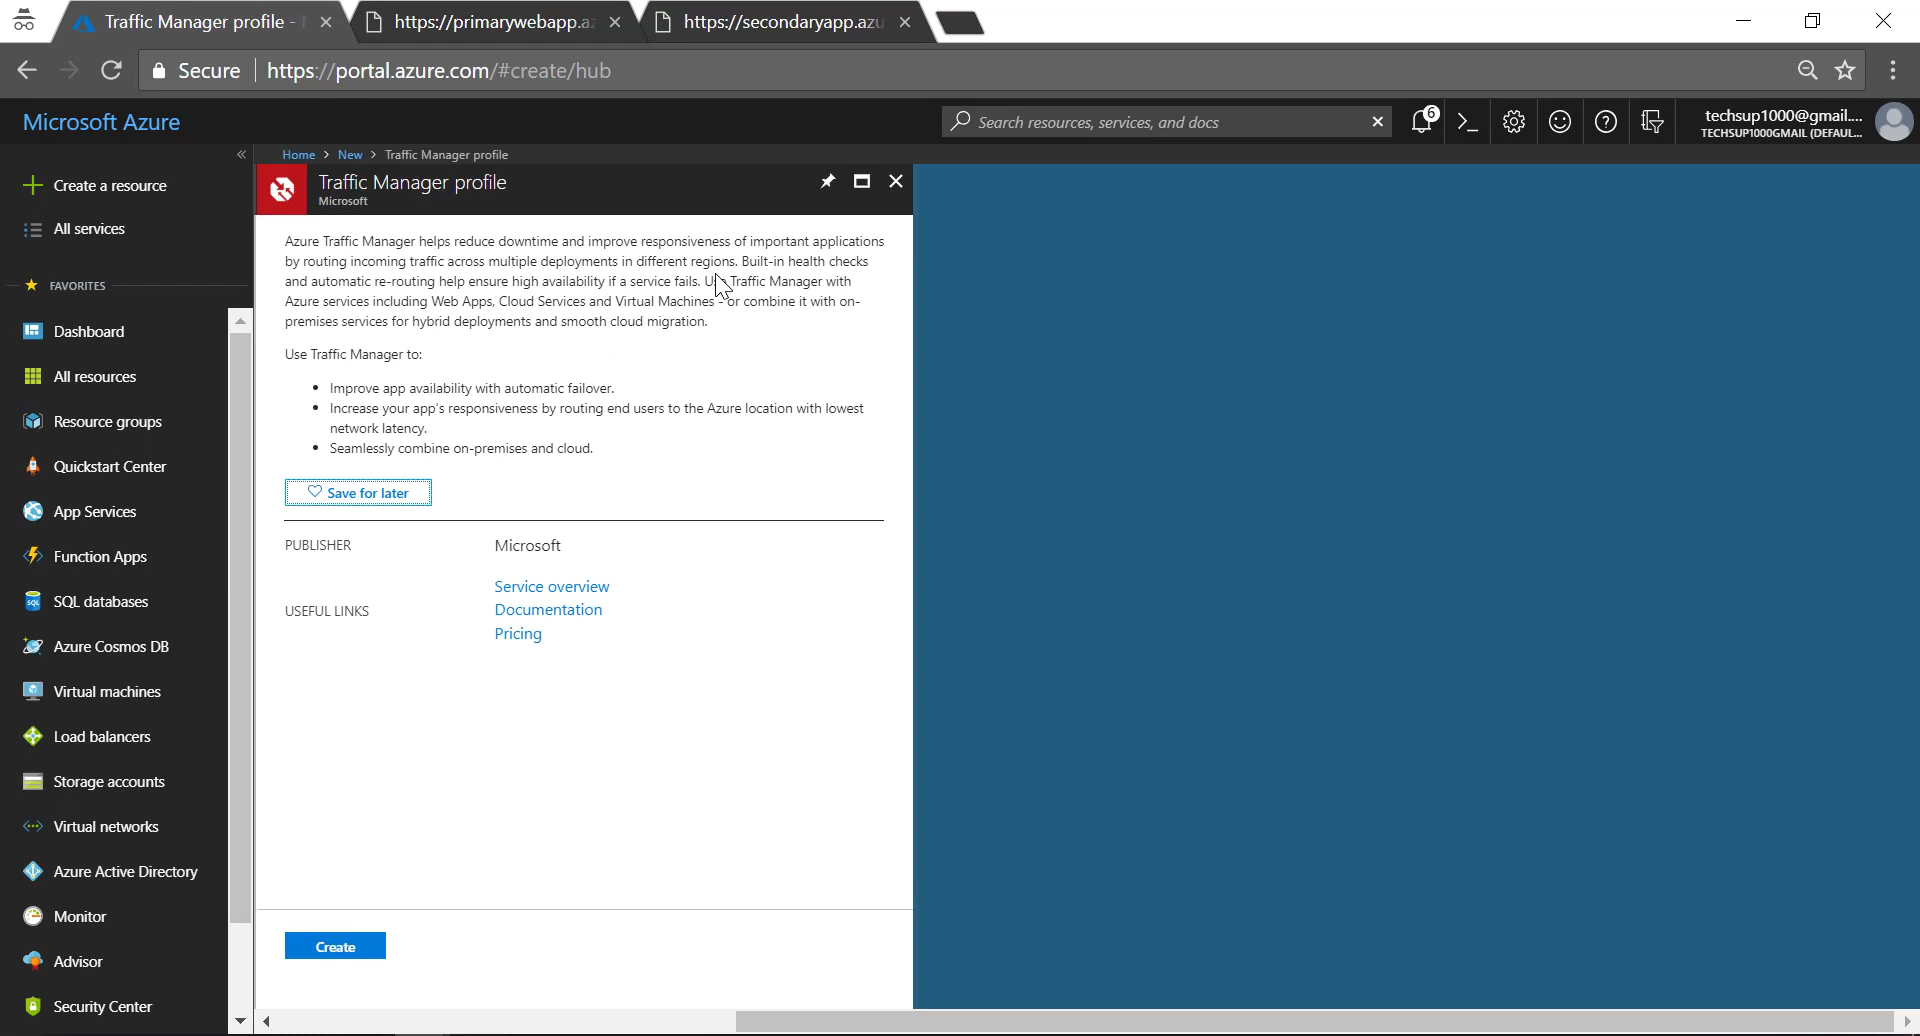 Traffic Manager profile -
https://primarywebapp.az
https://secondaryapp.azu
Secure
https://portal.azure.com/#create/hub
Microsoft Azure
Search resources, services, and docs
6
techsup1000@gmail....
TECHSUP1000GMAIL (DEFAUL...
Home > New > Traffic Manager profile
Create a resource
All services
FAVORITES
Dashboard
All resources
Resource groups
Quickstart Center
App Services
Function Apps
SQL databases
Azure Cosmos DB
Virtual machines
Load balancers
Storage accounts
Virtual networks
Azure Active Directory
Monitor
Advisor
Security Center
Traffic Manager profile
Microsoft
Azure Traffic Manager helps reduce downtime and improve responsiveness of important applications
by routing incoming traffic across multiple deployments in different regions. Built-in health checks
and automatic re-routing help ensure high availability if a service fails. Use Traffic Manager with
Azure services including Web Apps, Cloud Services and Virtual Machines - or combine it with on-
premises services for hybrid deployments and smooth cloud migration.
Use Traffic Manager to:
• Improve app availability with automatic failover.
• Increase your app's responsiveness by routing end users to the Azure location with lowest
network latency.
• Seamlessly combine on-premises and cloud.
Save for later
PUBLISHER
Microsoft
USEFUL LINKS
Service overview
Documentation
Pricing
Create